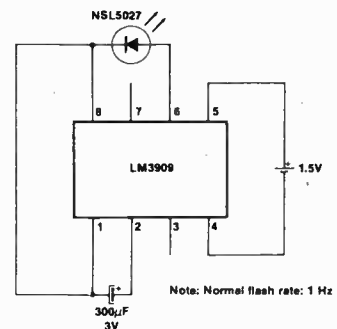 NSL5027
8 7 6 5
LM3909
1.5V
1 2 3 4
+
Note: Normal flash rate: 1 Hz
300µF
3V